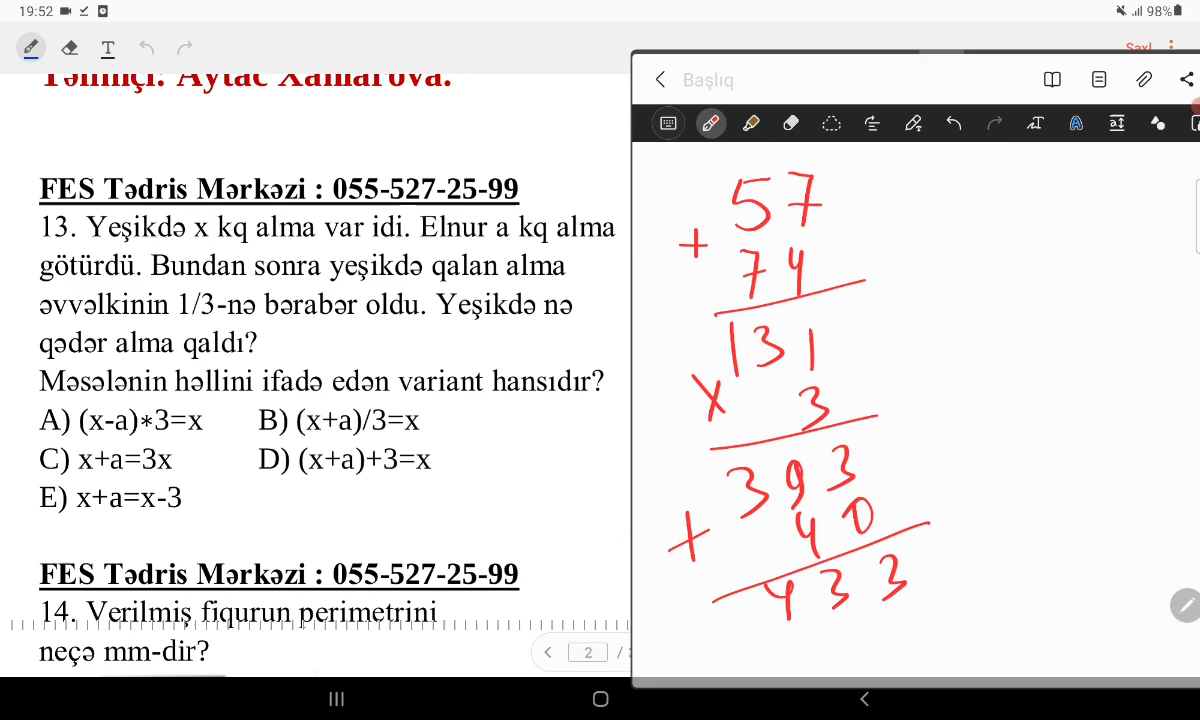 19:52
98%
Təlimçi: Aytac Xamarova.
Saxl
Başlıq
FES Tədris Mərkəzi : 055-527-25-99
13. Yeşikdə x kq alma var idi. Elnur a kq alma
götürdü. Bundan sonra yeşikdə qalan alma
əvvəlkinin 1/3-nə bərabər oldu. Yeşikdə nə
qədər alma qaldı?
Məsələnin həllini ifadə edən variant hansıdır?
A) (x-a)*3=x B) (x+a)/3=x
C) x+a=3x D) (x+a)+3=x
E) x+a=x-3
FES Tədris Mərkəzi : 055-527-25-99
14. Verilmiş fiqurun perimetrini
neçə mm-dir?
2 / 3
57
+
74
131
x 3
393
+ 40
433